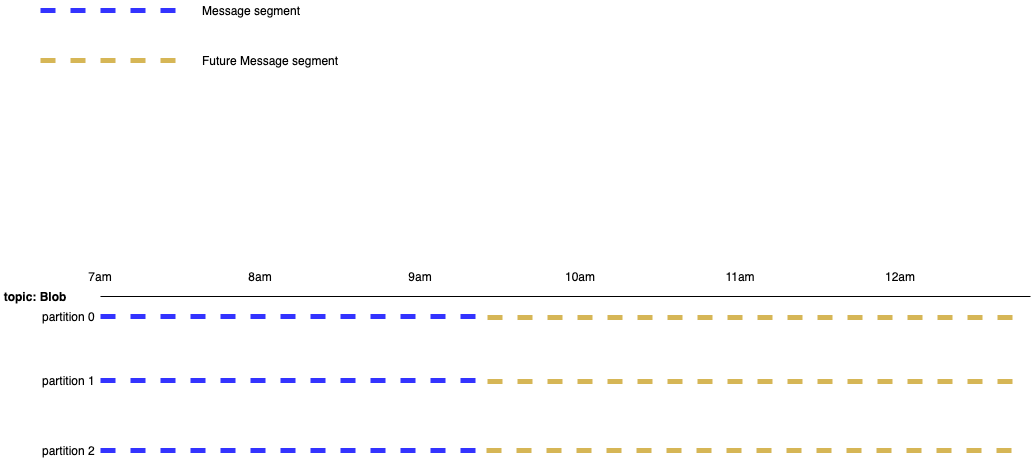 Message segment
Future Message segment
7am 8am 9am 10am 11am 12am
topic: Blob
partition 0
partition 1
partition 2